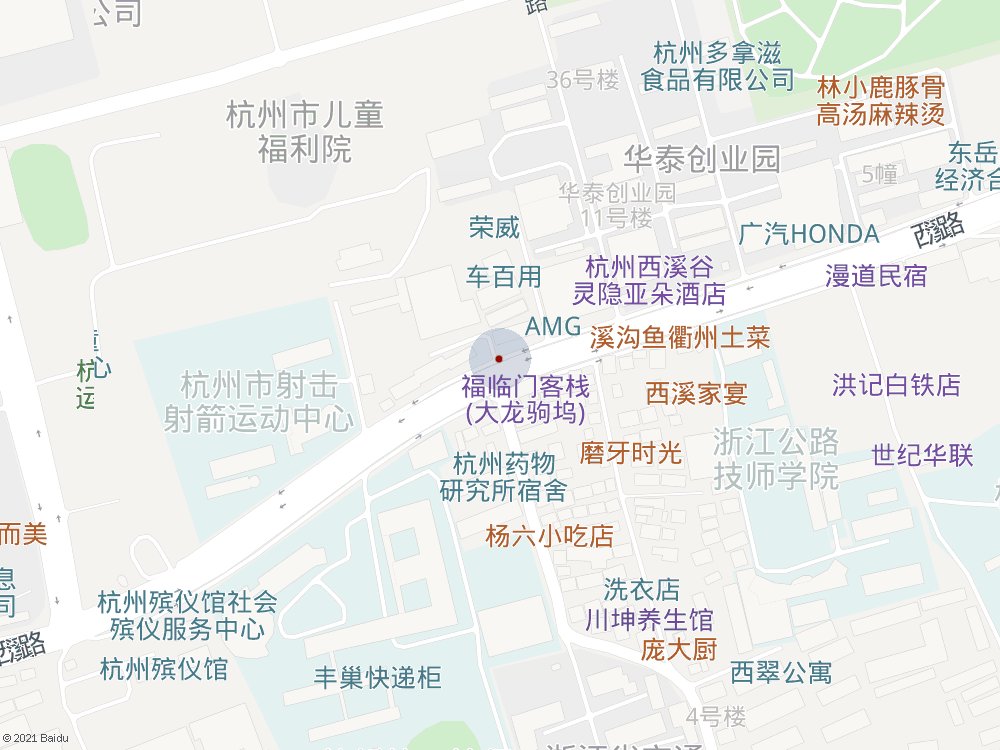 公司
路
杭州多拿滋
食品有限公司
36号楼
林小鹿豚骨
高汤麻辣烫
杭州市儿童
福利院
华泰创业园
东岳
经济合
5幢
华泰创业园
11号楼
荣威
广汽HONDA
西溪路
车百用
杭州西溪谷
灵隐亚朵酒店
漫道民宿
AMG
溪沟鱼衢州土菜
心
杭
运
杭州市射击
射箭运动中心
福临门客栈
(大龙驹坞)
西溪家宴
洪记白铁店
磨牙时光
浙江公路
技师学院
世纪华联
杭州药物
研究所宿舍
而美
杨六小吃店
息
司
洗衣店
杭州殡仪馆社会
殡仪服务中心
川坤养生馆
西溪路
庞大厨
杭州殡仪馆
丰巢快递柜
西翠公寓
4号楼
浙江省交通
© 2021 Baidu